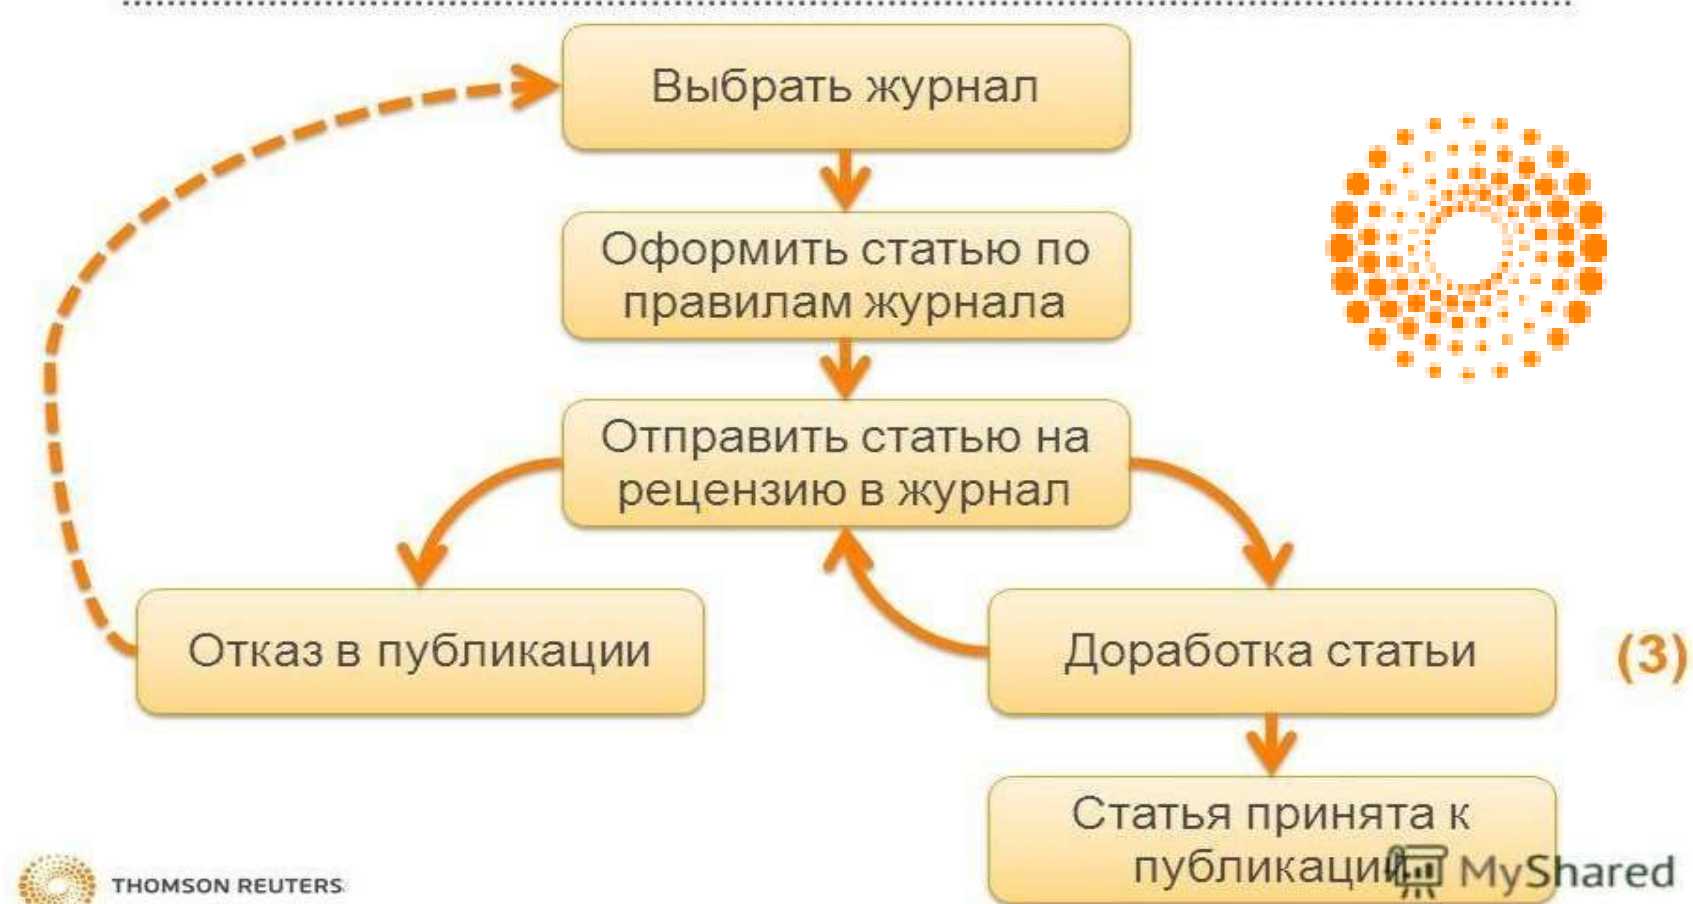 Выбрать журнал
Оформить статью по
правилам журнала
Отправить статью на
рецензию в журнал
Отказ в публикации
Доработка статьи
(3)
Статья принята к
публикации
MyShared
THOMSON REUTERS